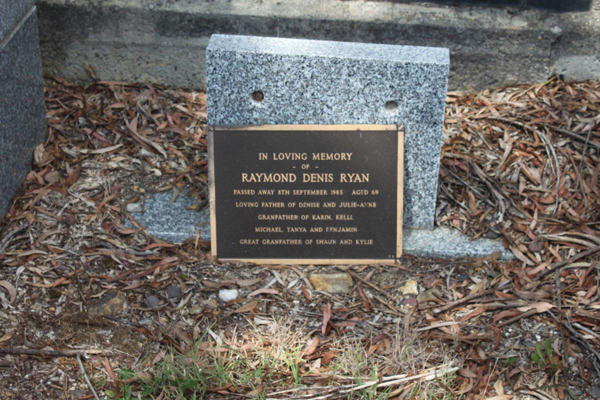 IN LOVING MEMORY
- OF -
RAYMOND DENIS RYAN
PASSED AWAY 8TH SEPTEMBER 1985 AGED 69
LOVING FATHER OF DENISE AND JULIE-ANNE
GRANFATHER OF KARIN, KELLI,
MICHAEL, TANYA AND BENJAMIN
GREAT GRANFATHER OF SHAUN AND KYLIE